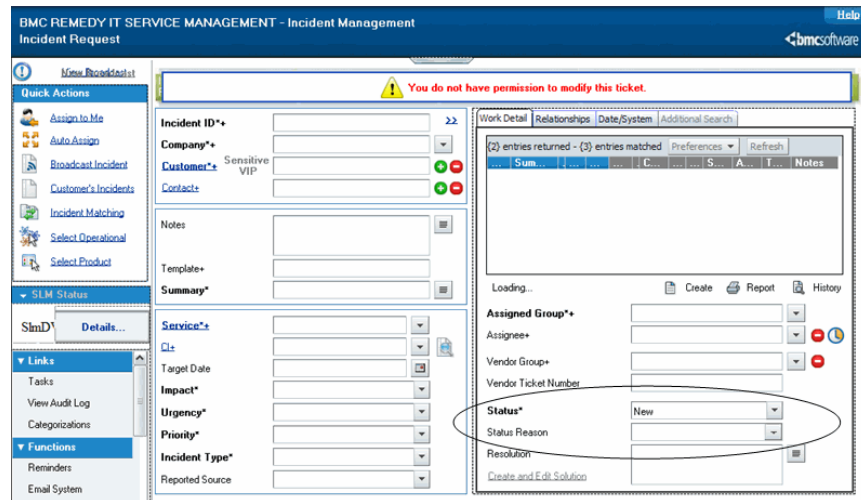 BMC REMEDY IT SERVICE MANAGEMENT - Incident Management
Help
Incident Request
bmcsoftware
Quick Actions
Assign to Me
Auto Assign
Broadcast Incident
Customer's Incidents
Incident Matching
Select Operational
Select Product
SLM Status
Details...
Links
Tasks
View Audit Log
Categorizations
Functions
Reminders
Email System
You do not have permission to modify this ticket.
Incident ID*+
>>
Company*+
Customer*+ Sensitive
VIP
Contact+
Notes
Template+
Summary*
Service*+
CI+
Target Date
Impact*
Urgency*
Priority*
Incident Type*
Reported Source
Work Detail Relationships Date/System Additional Search
{2} entries returned - {3} entries matched Preferences Refresh
... Sum... ... ... ... C... ... ... S... A... T... Notes
Loading... Create Report History
Assigned Group*+
Assignee+
Vendor Group+
Vendor Ticket Number
Status* New
Status Reason
Resolution
Create and Edit Solution